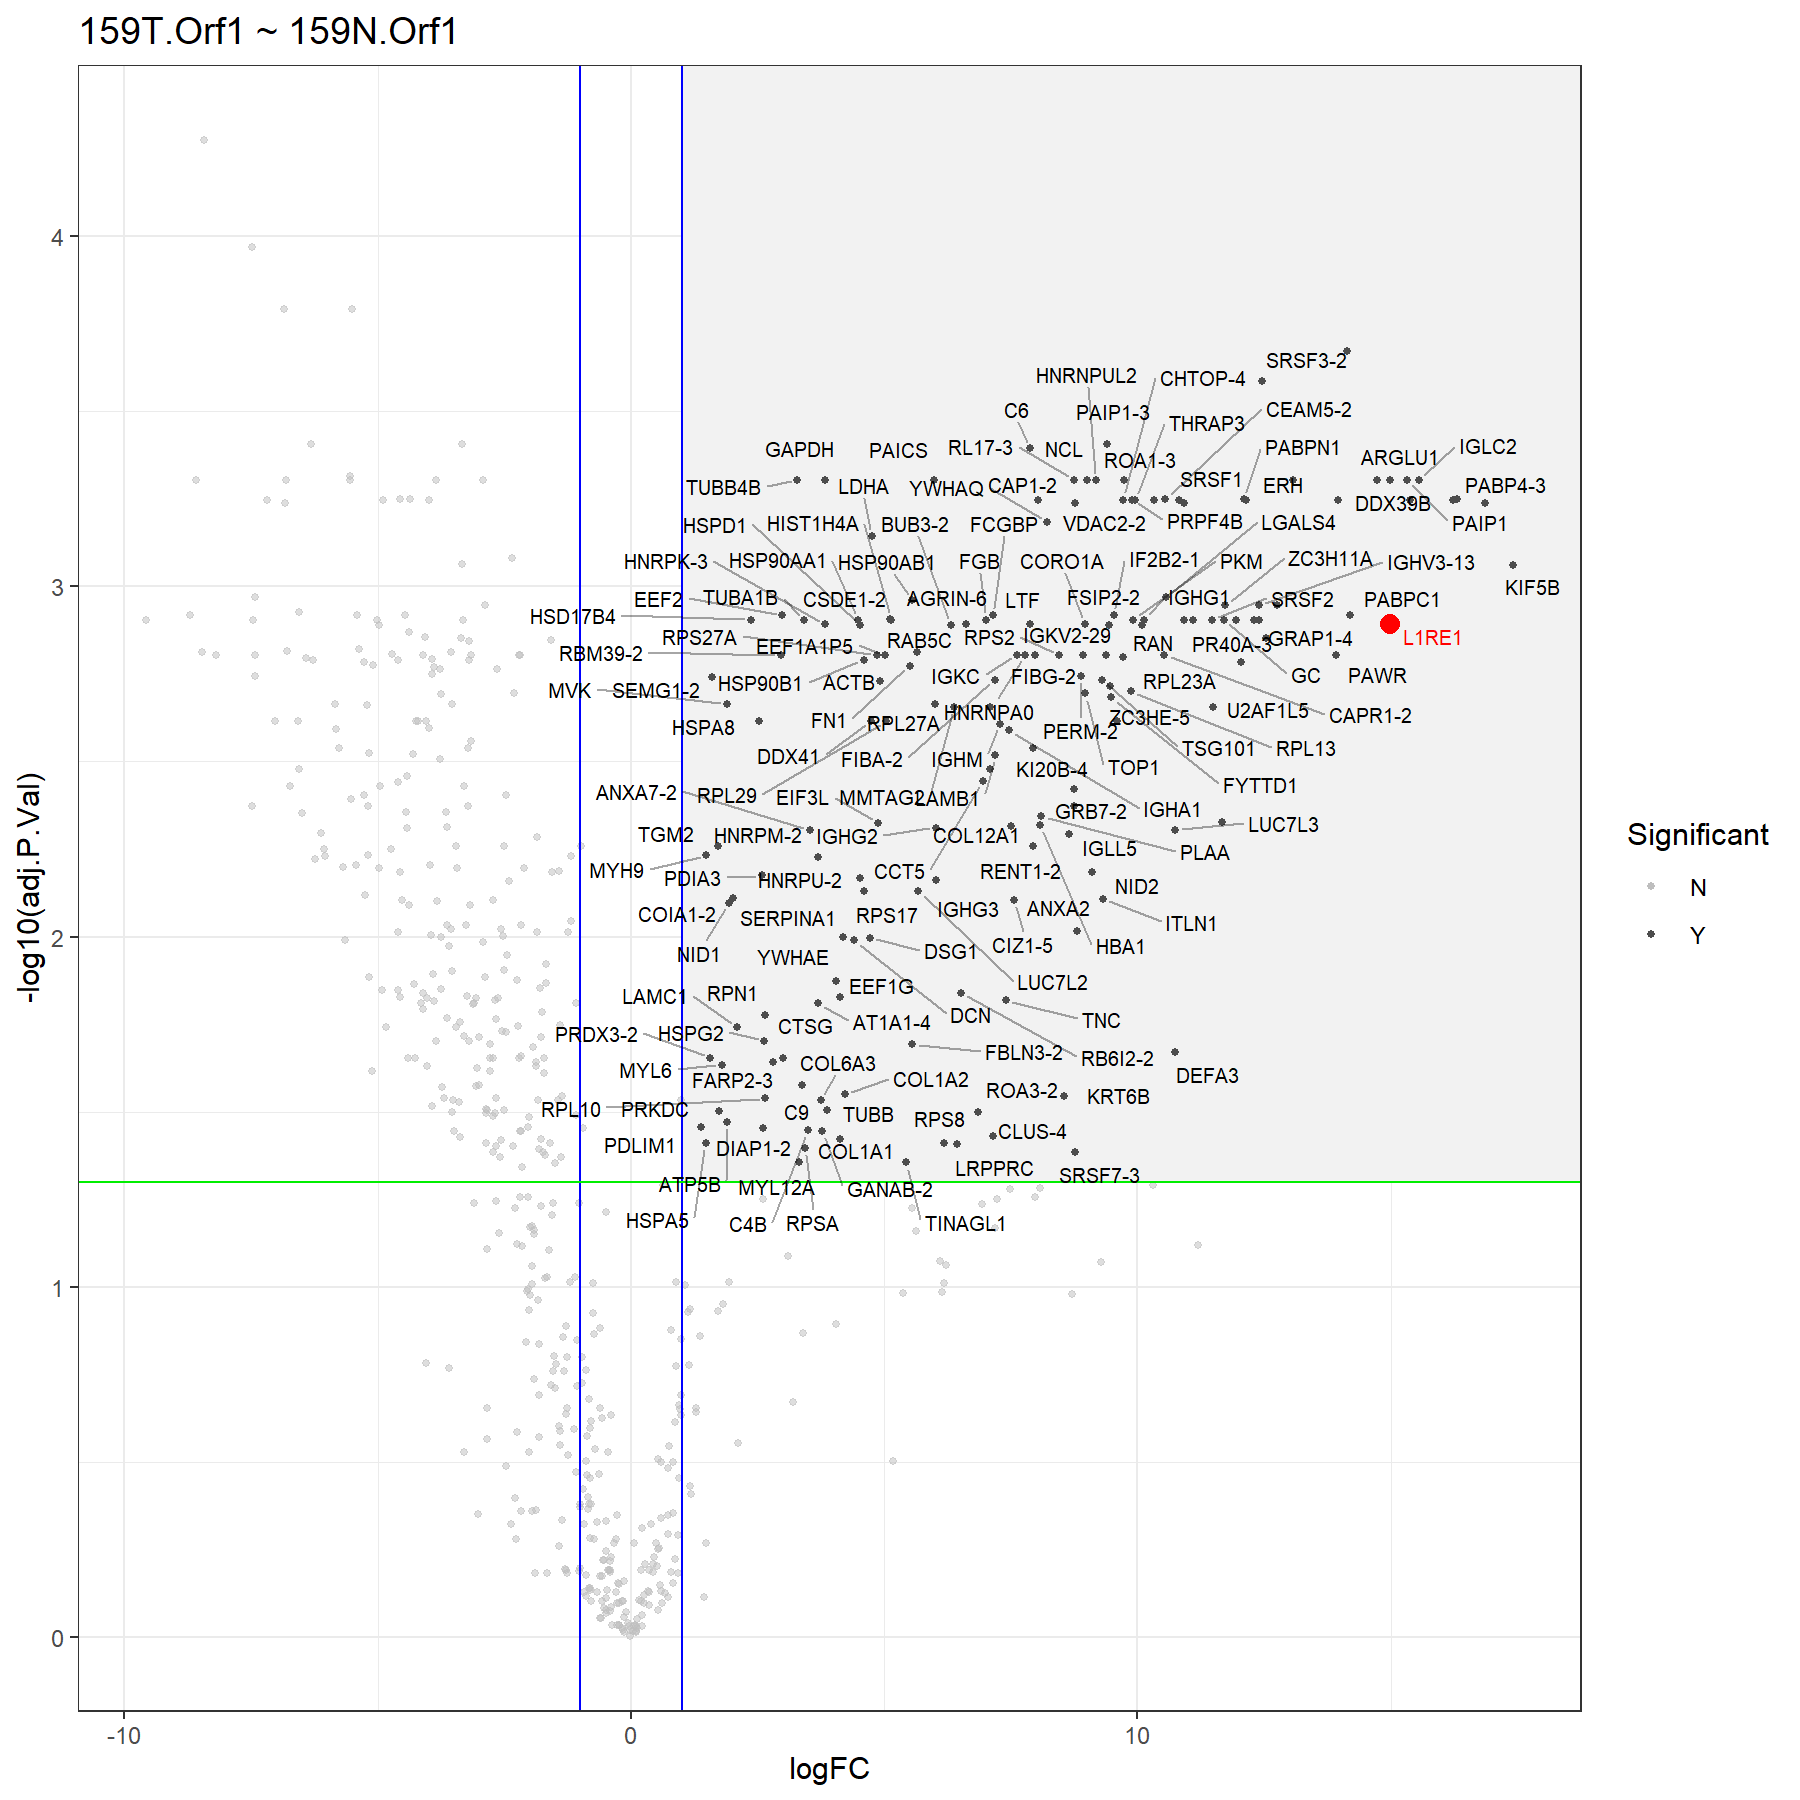 159T.Orf1 ~ 159N.Orf1
SRSF3-2
HNRNPUL2
CHTOP-4
C6
PAIP1-3
CEAM5-2
THRAP3
GAPDH
PAICS
RL17-3
NCL
PABPN1
IGLC2
ROA1-3
ARGLU1
TUBB4B
LDHA
YWHAQ
CAP1-2
SRSF1
ERH
PABP4-3
DDX39B
HSPD1
HIST1H4A
BUB3-2
FCGBP
VDAC2-2
PRPF4B
LGALS4
PAIP1
HNRPK-3
HSP90AA1
HSP90AB1
FGB
CORO1A
IF2B2-1
PKM
ZC3H11A
IGHV3-13
KIF5B
EEF2
TUBA1B
CSDE1-2
AGRIN-6
LTF
FSIP2-2
IGHG1
SRSF2
PABPC1
HSD17B4
RPS27A
EEF1A1P5
RAB5C
RPS2
IGKV2-29
RAN
PR40A-3
GRAP1-4
L1RE1
RBM39-2
MVK
SEMG1-2
HSP90B1
ACTB
IGKC
FIBG-2
RPL23A
GC
PAWR
HSPA8
FN1
RPL27A
HNRNPA0
PERM-2
ZC3HE-5
U2AF1L5
CAPR1-2
DDX41
FIBA-2
IGHM
KI20B-4
TOP1
TSG101
RPL13
FYTTD1
ANXA7-2
RPL29
EIF3L
MMTAG2
LAMB1
GRB7-2
IGHA1
TGM2
HNRPM-2
IGHG2
COL12A1
IGLL5
PLAA
LUC7L3
MYH9
PDIA3
HNRPU-2
CCT5
RENT1-2
NID2
COIA1-2
SERPINA1
RPS17
IGHG3
ANXA2
ITLN1
NID1
YWHAE
DSG1
CIZ1-5
HBA1
LAMC1
RPN1
EEF1G
LUC7L2
PRDX3-2
HSPG2
CTSG
AT1A1-4
DCN
TNC
MYL6
FARP2-3
COL6A3
FBLN3-2
RB6I2-2
DEFA3
RPL10
PRKDC
C9
COL1A2
TUBB
ROA3-2
KRT6B
RPS8
CLUS-4
PDLIM1
DIAP1-2
COL1A1
LRPPRC
SRSF7-3
ATP5B
MYL12A
GANAB-2
HSPA5
C4B
RPSA
TINAGL1
4
3
2
1
0
-10
0
10
logFC
-log10(adj.P.Val)
Significant
N
Y